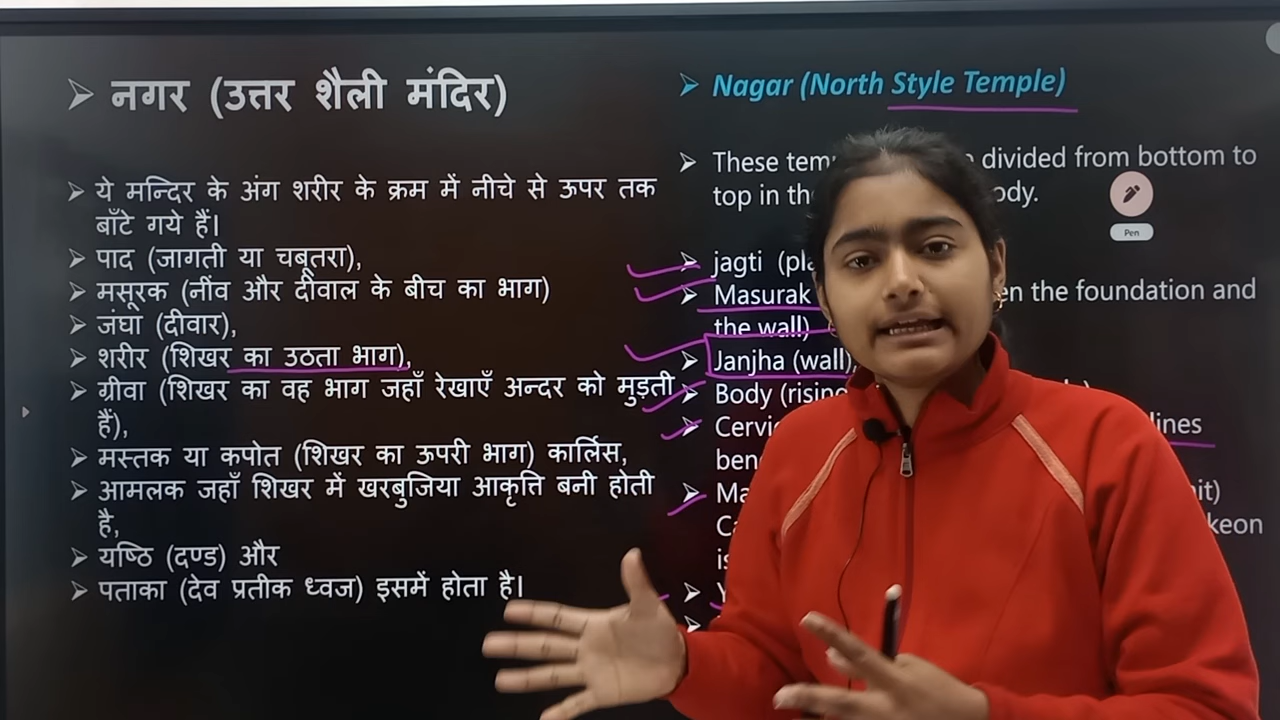 ➢ नगर (उत्तर शैली मंदिर)
➢ ये मन्दिर के अंग शरीर के क्रम में नीचे से ऊपर तक
बाँटे गये हैं।
➢ पाद (जागती या चबूतरा),
➢ मसूरक (नींव और दीवाल के बीच का भाग)
➢ जंघा (दीवार),
➢ शरीर (शिखर का उठता भाग),
➢ ग्रीवा (शिखर का वह भाग जहाँ रेखाएँ अन्दर को मुड़ती
हैं),
➢ मस्तक या कपोत (शिखर का ऊपरी भाग) कार्लिस,
➢ आमलक जहाँ शिखर में खरबुजिया आकृति बनी होती
है,
➢ यष्ठि (दण्ड) और
➢ पताका (देव प्रतीक ध्वज) इसमें होता है।
➢ Nagar (North Style Temple)
➢ These divided from bottom to
top in
➢ jagti
➢ Masurak the foundation and
the wall)
➢ Janjha (wall),
➢ Body
➢ lines
Pen